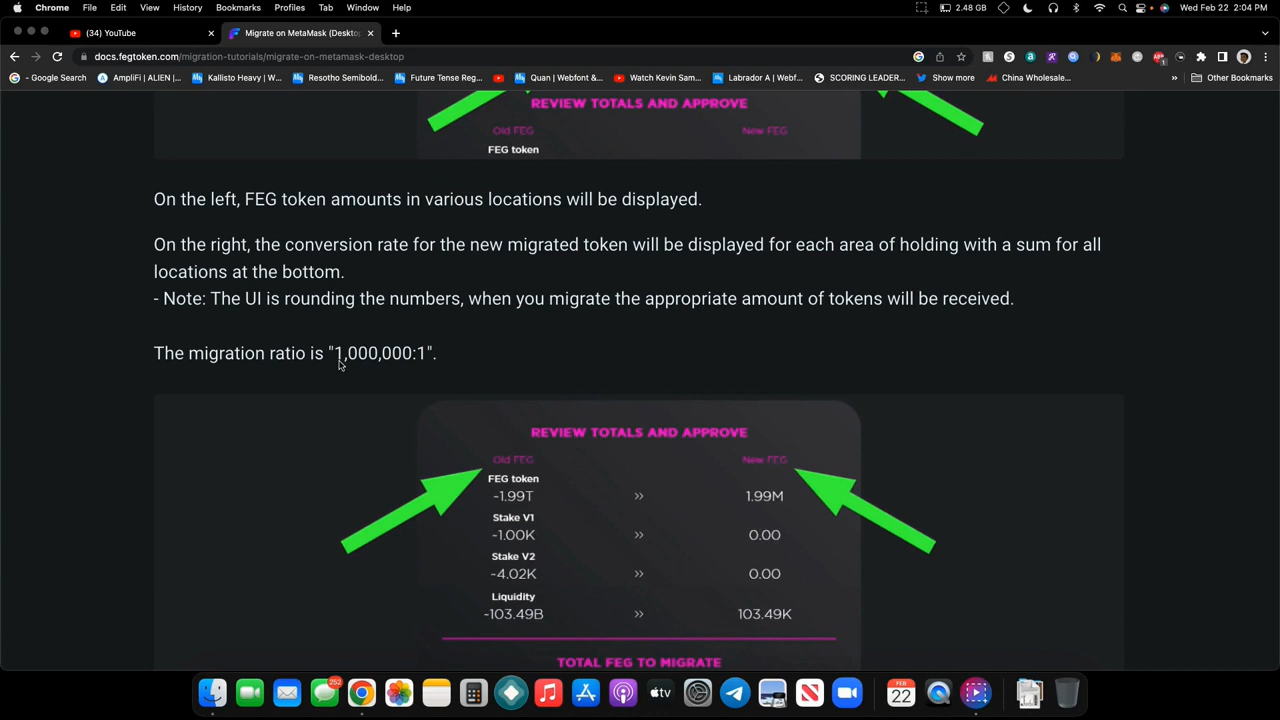 Chrome File Edit View History Bookmarks Profiles Tab Window Help 2.48 GB Wed Feb 22 2:04 PM
(34) YouTube Migrate on MetaMask (Desktop
docs.fegtoken.com/migration-tutorials/migrate-on-metamask-desktop
- Google Search AmpliFi | ALIEN |... Kallisto Heavy | W... Resotho Semibold... Future Tense Reg... Quan | Webfont &... Watch Kevin Sam... Labrador A | Webf... SCORING LEADER... Show more China Wholesale... » Other Bookmarks
REVIEW TOTALS AND APPROVE
Old FEG New FEG
FEG token
On the left, FEG token amounts in various locations will be displayed.
On the right, the conversion rate for the new migrated token will be displayed for each area of holding with a sum for all
locations at the bottom.
- Note: The UI is rounding the numbers, when you migrate the appropriate amount of tokens will be received.
The migration ratio is "1,000,000:1".
REVIEW TOTALS AND APPROVE
Old FEG New FEG
FEG token
~1.99T » 1.99M
Stake V1
~1.00K » 0.00
Stake V2
~4.02K » 0.00
Liquidity
~103.49B » 103.49K
TOTAL FEG TO MIGRATE
252 tv FEB
22